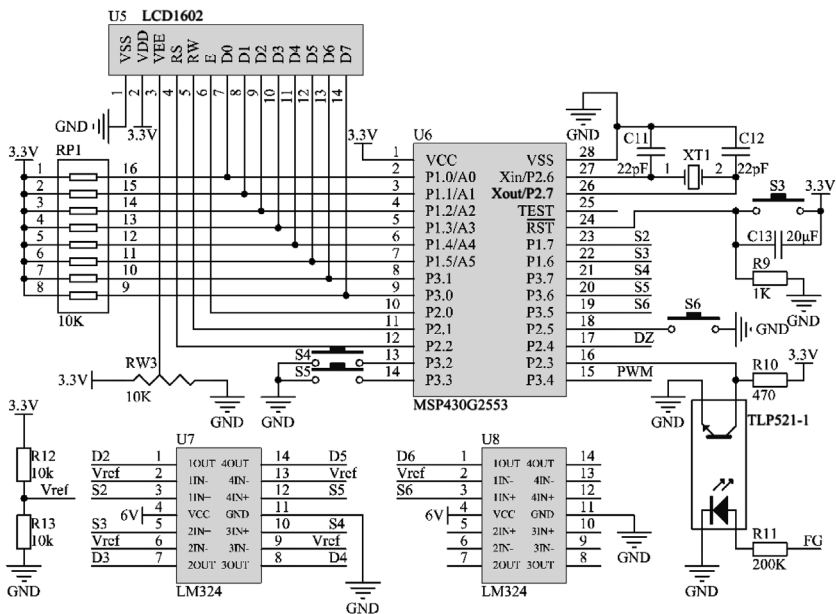 U5 LCD1602
VSS VDD VEE RS RW E D0 D1 D2 D3 D4 D5 D6 D7
1 2 3 4 5 6 7 8 9 10 11 12 13 14
GND
3.3V
3.3V RP1
1 16
2 15
3 14
4 13
5 12
6 11
7 10
8 9
10K
3.3V RW3
10K
GND
S4
S5
GND
U6
3.3V
1 VCC VSS 28
2 P1.0/A0 Xin/P2.6 27
3 P1.1/A1 Xout/P2.7 26
4 P1.2/A2 TEST 25
5 P1.3/A3 RST 24
6 P1.4/A4 P1.7 23 S2
7 P1.5/A5 P1.6 22 S3
8 P3.1 P3.7 21 S4
9 P3.0 P3.6 20 S5
10 P2.0 P3.5 19 S6
11 P2.1 P2.5 18
12 P2.2 P2.4 17 DZ
13 P3.2 P2.3 16
14 P3.3 P3.4 15 PWM
MSP430G2553
GND
C11 C12
22pF 1 XT1 2 22pF
S3 3.3V
C13 20μF
R9
1K
GND
S6
GND
R10 3.3V
470
GND
TLP521-1
R11 FG
200K
GND
3.3V
R12
10k
Vref
R13
10k
GND
U7
D2 1 1OUT 4OUT 14 D5
Vref 2 1IN- 4IN- 13 Vref
S2 3 1IN+ 4IN+ 12 S5
6V 4 VCC GND 11
S3 5 2IN+ 3IN+ 10 S4
Vref 6 2IN- 3IN- 9 Vref
D3 7 2OUT 3OUT 8 D4
LM324
GND
U8
D6 1 1OUT 4OUT 14
Vref 2 1IN- 4IN- 13
S6 3 1IN+ 4IN+ 12
6V 4 VCC GND 11
5 2IN+ 3IN+ 10
6 2IN- 3IN- 9
7 2OUT 3OUT 8
LM324
GND